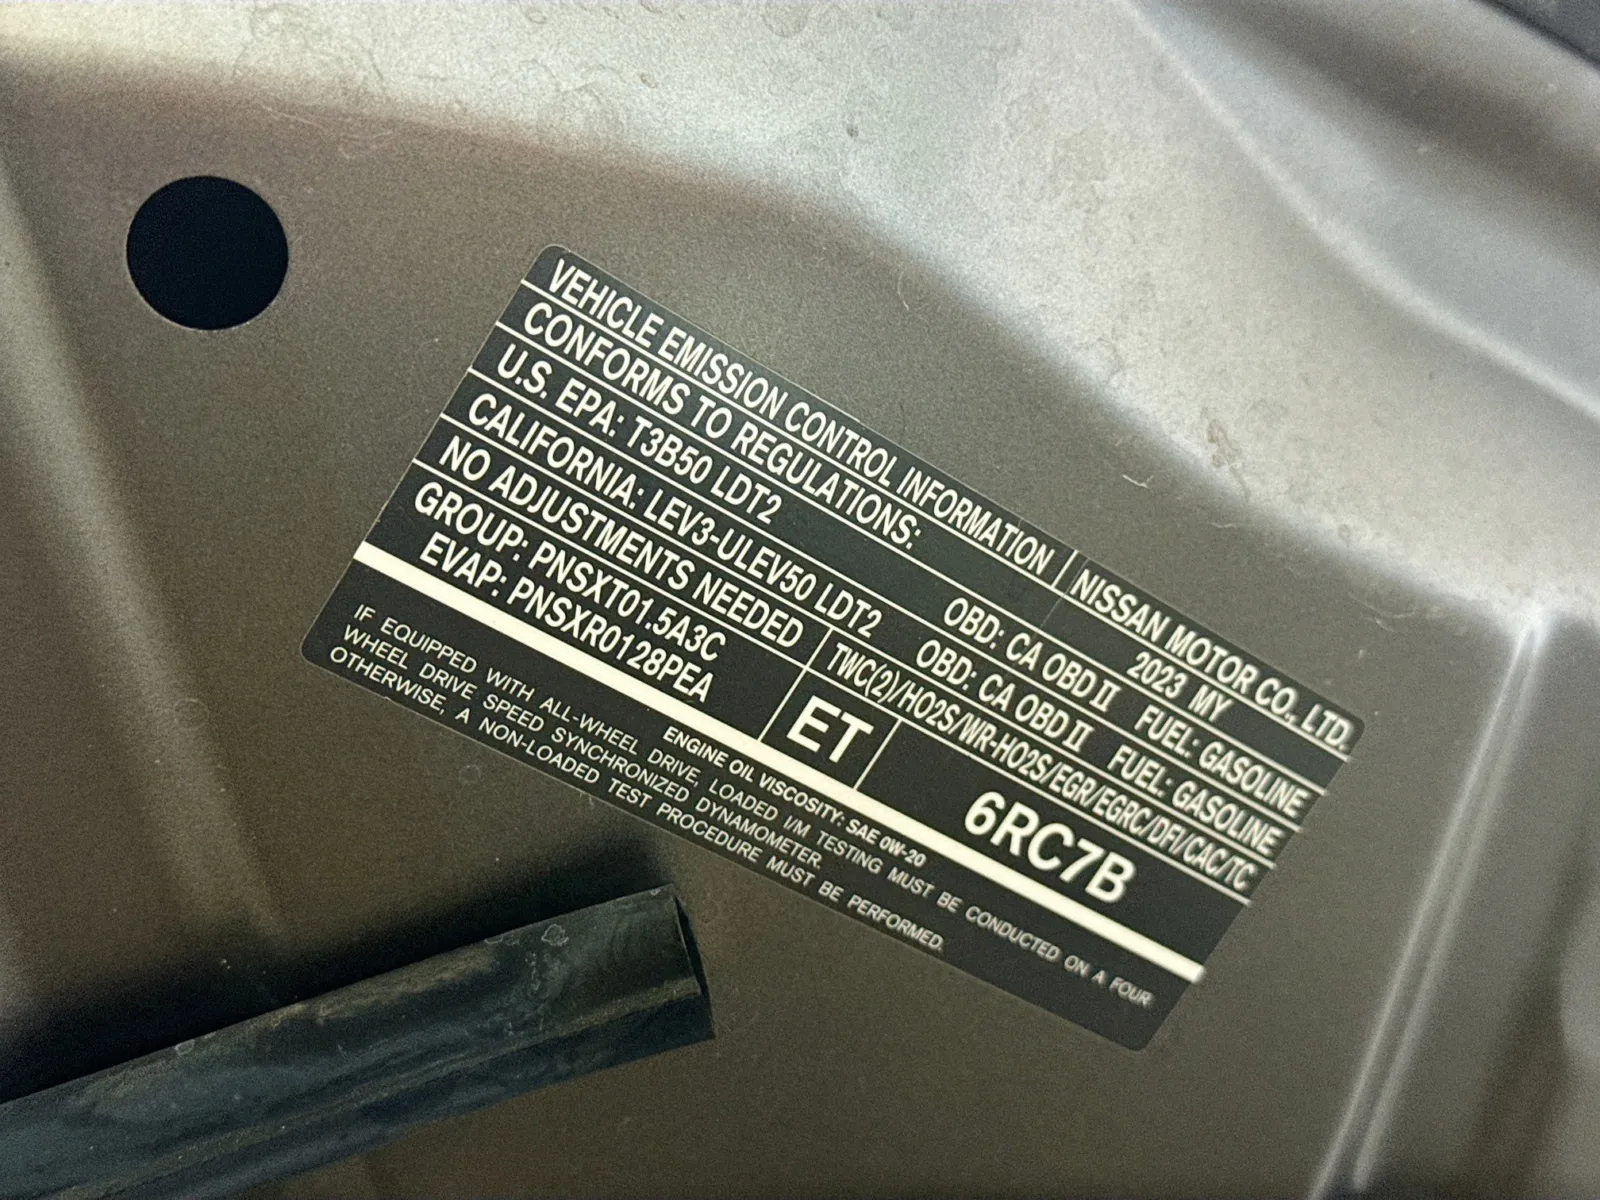 VEHICLE EMISSION CONTROL INFORMATION NISSAN MOTOR CO., LTD.
CONFORMS TO REGULATIONS: 2023 MY
U.S. EPA: T3B50 LDT2 OBD: CA OBD II FUEL: GASOLINE
CALIFORNIA: LEV3-ULEV50 LDT2 OBD: CA OBD II FUEL: GASOLINE
NO ADJUSTMENTS NEEDED TWC(2)/HO2S/WR-HO2S/EGR/EGRC/DFI/CAC/TC
GROUP: PNSXT01.5A3C
EVAP: PNSXR0128PEA
ET 6RC7B
ENGINE OIL VISCOSITY: SAE 0W-20
IF EQUIPPED WITH ALL-WHEEL DRIVE, LOADED I/M TESTING MUST BE CONDUCTED ON A FOUR
WHEEL DRIVE SPEED SYNCHRONIZED DYNAMOMETER.
OTHERWISE, A NON-LOADED TEST PROCEDURE MUST BE PERFORMED.